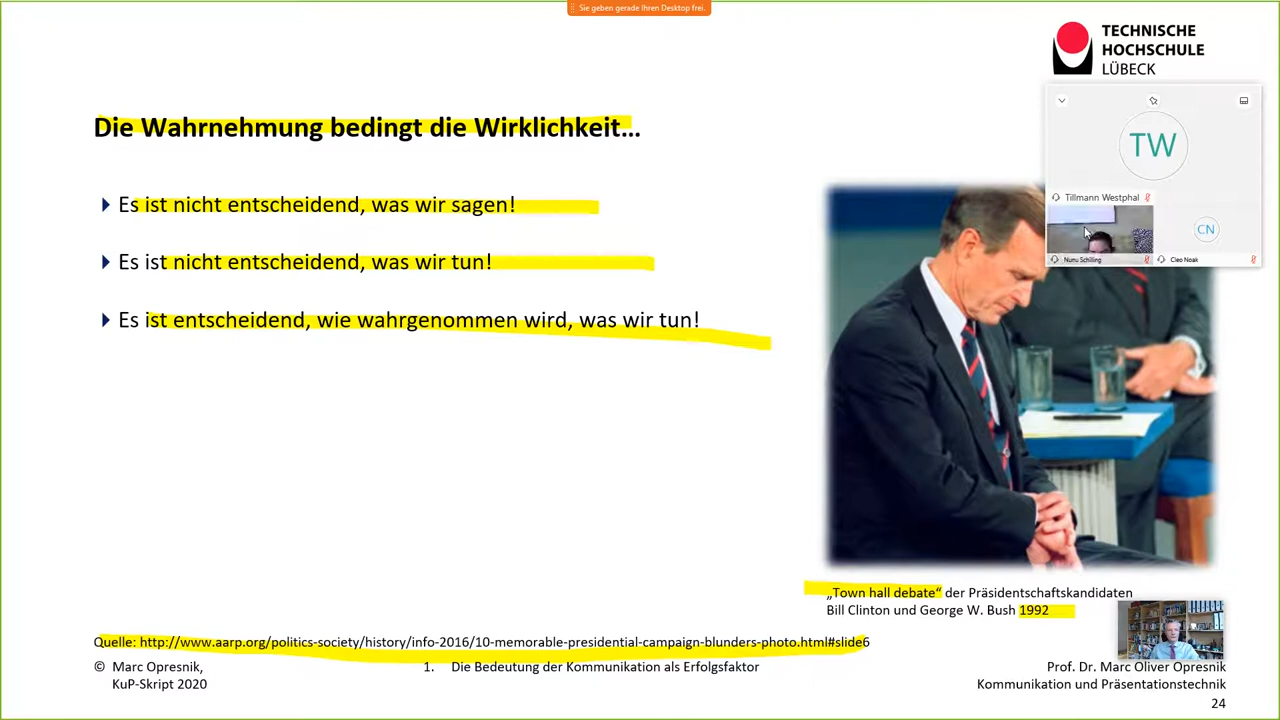 Sie geben gerade Ihren Desktop frei.
TECHNISCHE
HOCHSCHULE
LÜBECK
Die Wahrnehmung bedingt die Wirklichkeit…
TW
Tillmann Westphal
Es ist nicht entscheidend, was wir sagen!
CN
Nunu Schilling
Cleo Noak
Es ist nicht entscheidend, was wir tun!
Es ist entscheidend, wie wahrgenommen wird, was wir tun!
„Town hall debate“ der Präsidentschaftskandidaten
Bill Clinton und George W. Bush 1992
Quelle: http://www.aarp.org/politics-society/history/info-2016/10-memorable-presidential-campaign-blunders-photo.html#slide6
© Marc Opresnik,
KuP-Skript 2020
1. Die Bedeutung der Kommunikation als Erfolgsfaktor
Prof. Dr. Marc Oliver Opresnik
Kommunikation und Präsentationstechnik
24